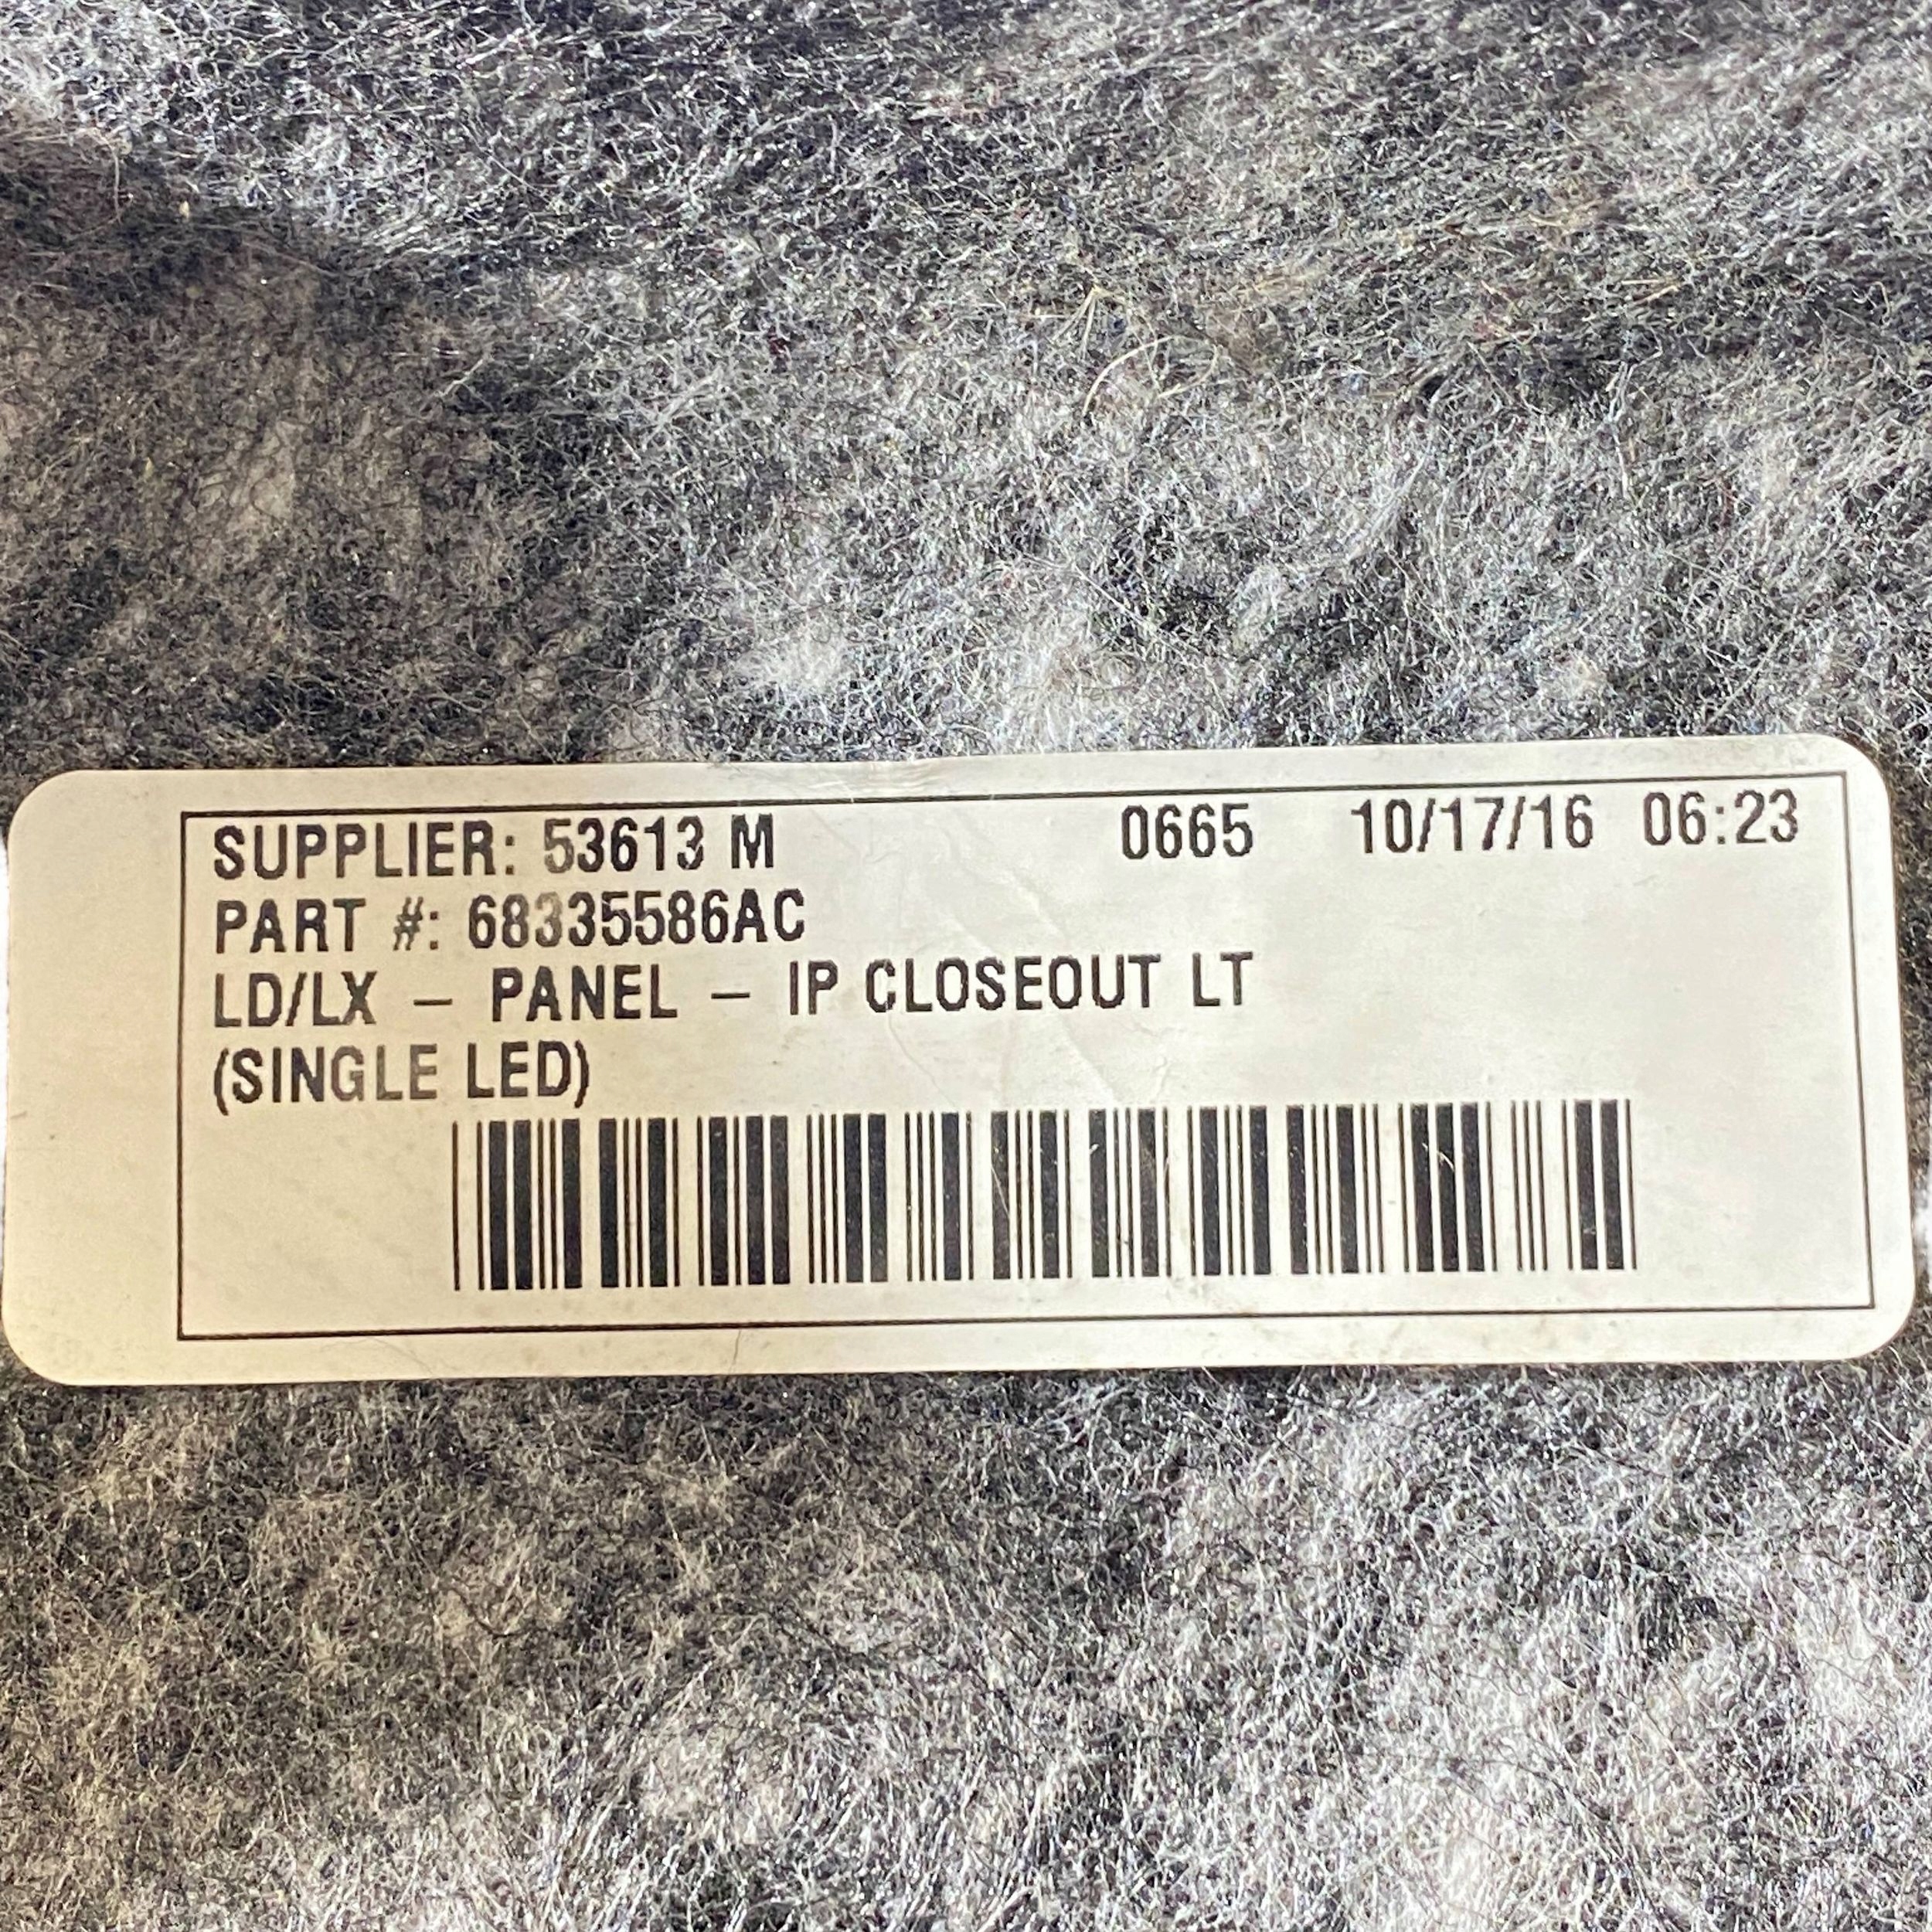 SUPPLIER: 53613 M 0665 10/17/16 06:23
PART #: 68335586AC
LD/LX – PANEL – IP CLOSEOUT LT
(SINGLE LED)